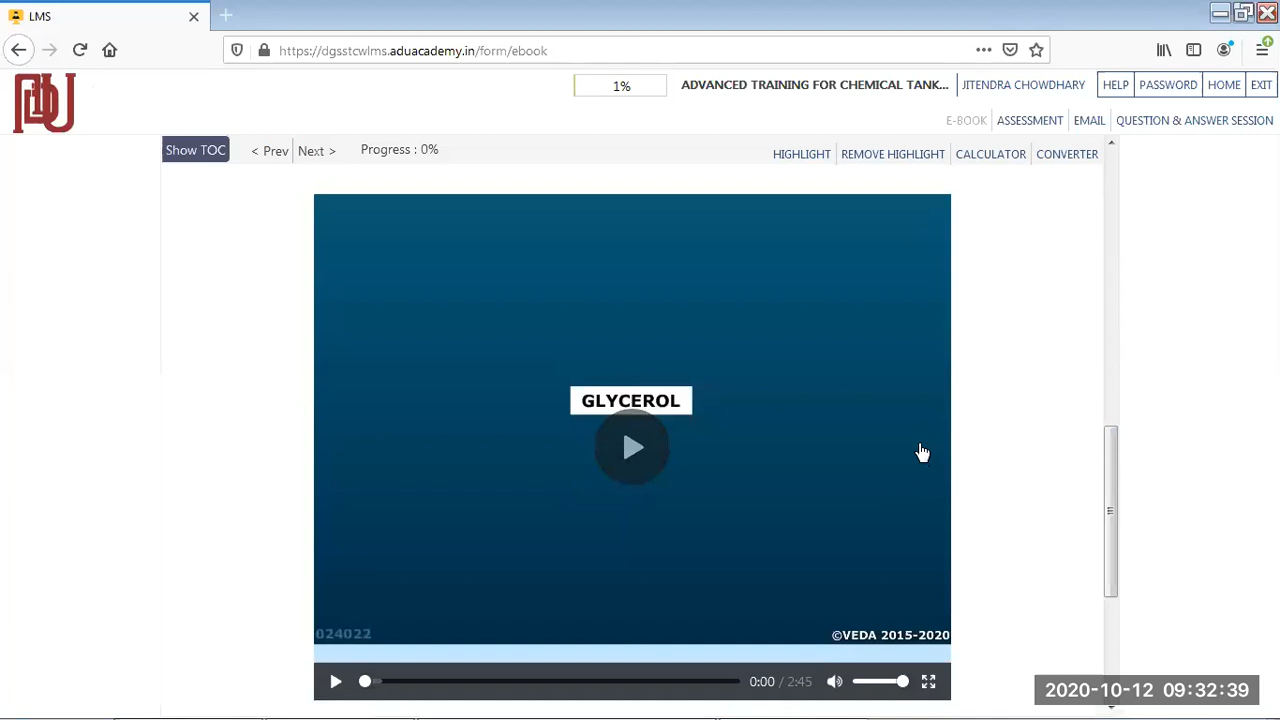 LMS
https://dgsstcwlms.aduacademy.in/form/ebook
1%
ADVANCED TRAINING FOR CHEMICAL TANK...
JITENDRA CHOWDHARY
HELP
PASSWORD
HOME
EXIT
E-BOOK
ASSESSMENT
EMAIL
QUESTION & ANSWER SESSION
Show TOC
< Prev
Next >
Progress : 0%
HIGHLIGHT
REMOVE HIGHLIGHT
CALCULATOR
CONVERTER
GLYCEROL
024022
©VEDA 2015-2020
0:00 / 2:45
2020-10-12 09:32:39